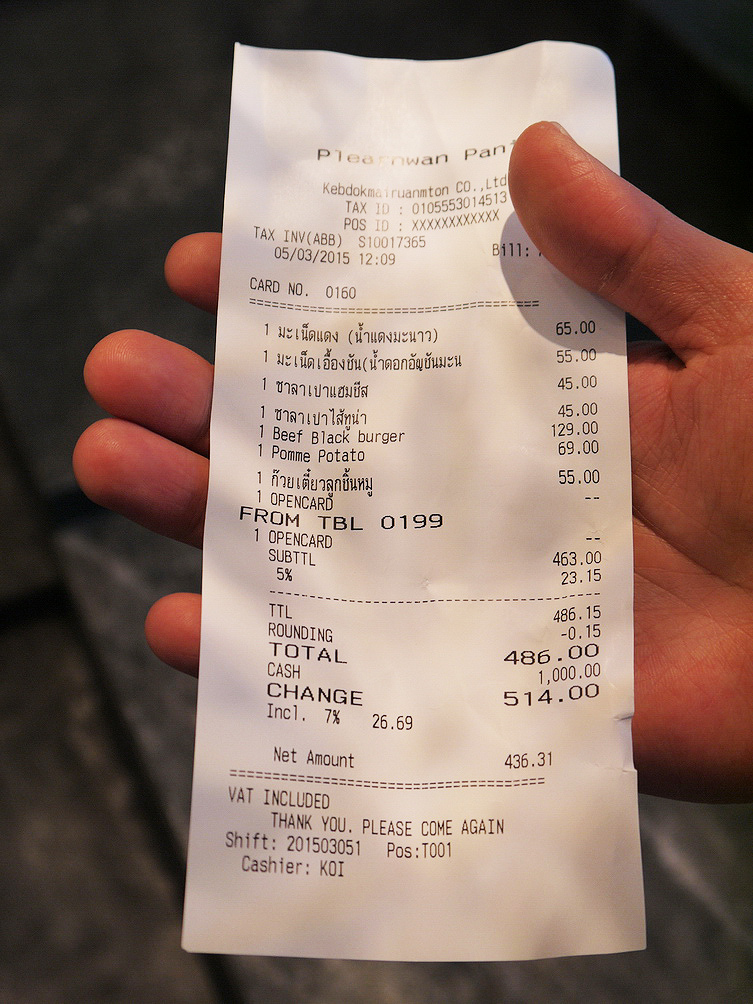 Plearnwan Pani
Kebdokmairuanmton CO.,Ltd
TAX ID : 0105553014513
POS ID : XXXXXXXXXXXX
TAX INV(ABB) S10017365 Bill:
05/03/2015 12:09
CARD NO. 0160
1 มะเน็ดแดง (น้ำแดงมะนาว) 65.00
1 มะเน็ดเอื้องชัน(น้ำดอกอัญชันมะน 55.00
1 ซาลาเปาแฮมชีส 45.00
1 ซาลาเปาไส้ทูน่า 45.00
1 Beef Black burger 129.00
1 Pomme Potato 69.00
1 ก๊วยเตี๋ยวลูกชิ้นหมู 55.00
1 OPENCARD --
FROM TBL 0199
1 OPENCARD --
SUBTTL 463.00
5% 23.15
TTL 486.15
ROUNDING -0.15
TOTAL 486.00
CASH 1,000.00
CHANGE 514.00
Incl. 7% 26.69
Net Amount 436.31
VAT INCLUDED
THANK YOU. PLEASE COME AGAIN
Shift: 201503051 Pos:T001
Cashier: KOI